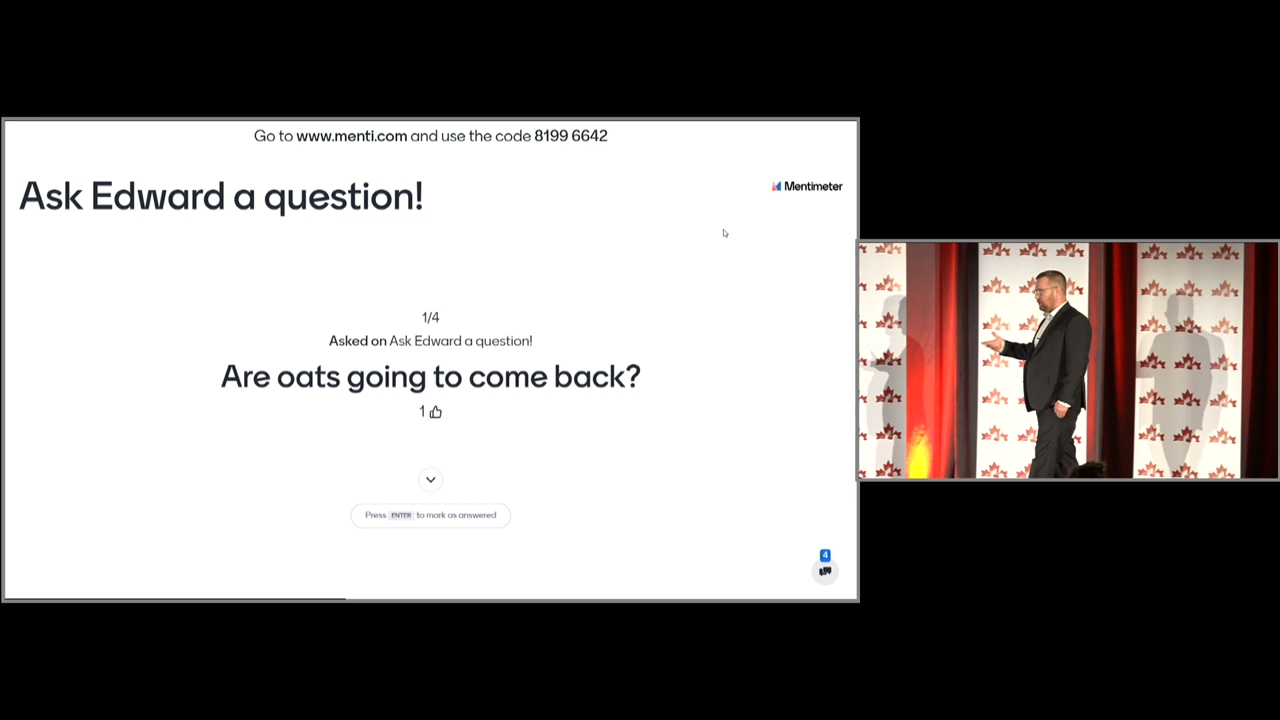 Go to www.menti.com and use the code 8199 6642
Ask Edward a question!
Mentimeter
1/4
Asked on Ask Edward a question!
Are oats going to come back?
1
Press ENTER to mark as answered
4